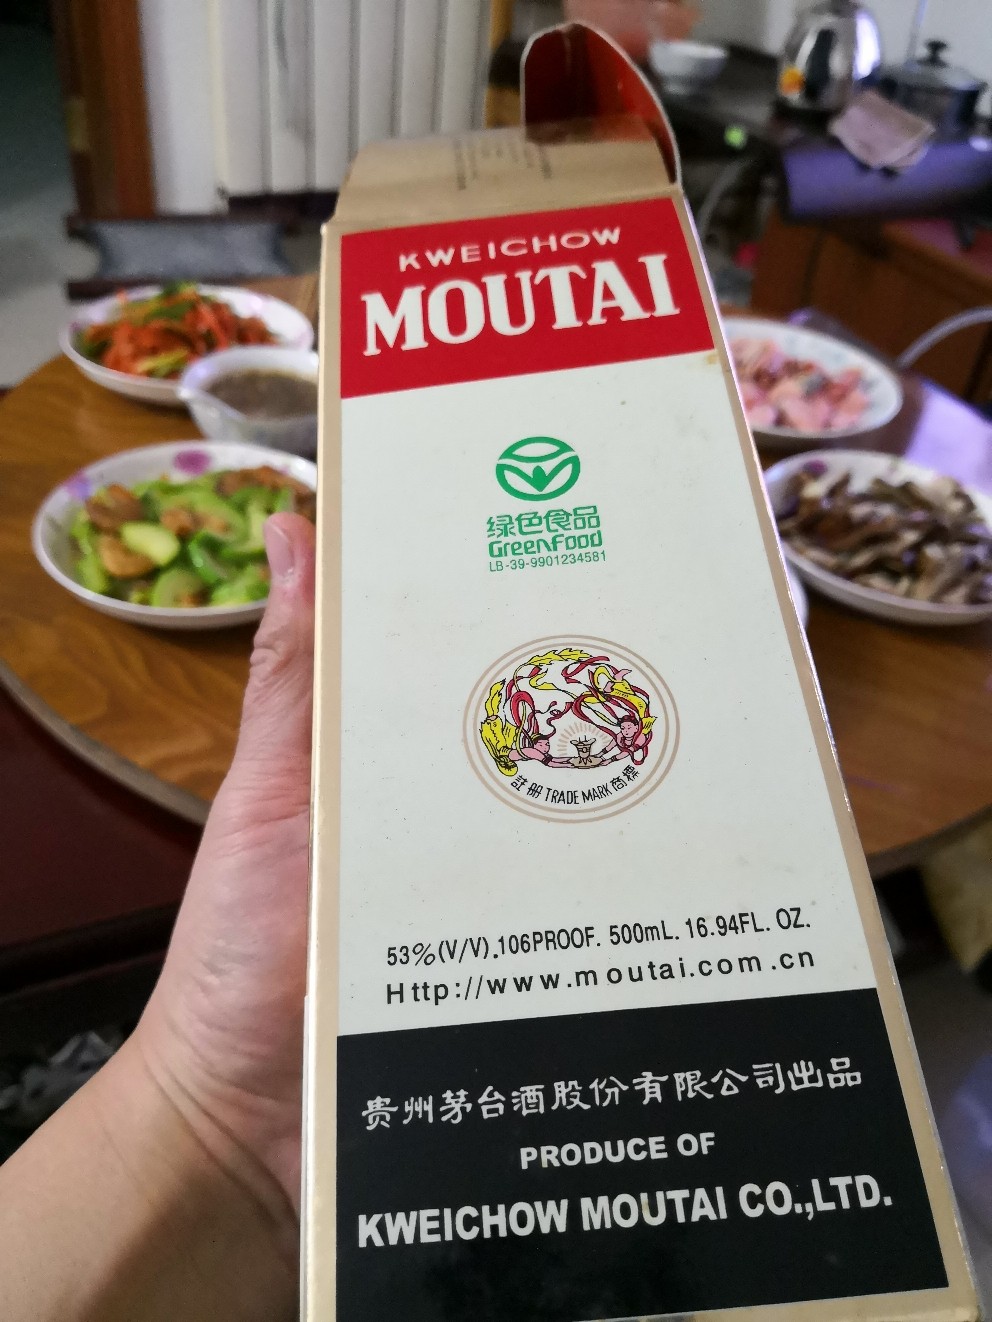 KWEICHOW
MOUTAI
绿色食品
GreenFood
LB-39-9901234581
註册 TRADE MARK 商標
53%(V/V).106PROOF. 500mL. 16.94FL. OZ.
Http://www.moutai.com.cn
贵州茅台酒股份有限公司出品
PRODUCE OF
KWEICHOW MOUTAI CO.,LTD.